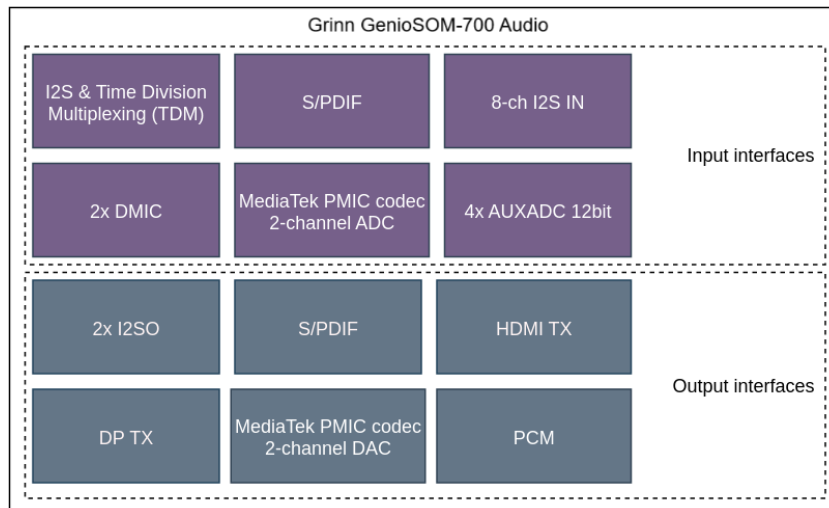 Grinn GenioSOM-700 Audio
I2S & Time Division
Multiplexing (TDM)
S/PDIF
8-ch I2S IN
Input interfaces
2x DMIC
MediaTek PMIC codec
2-channel ADC
4x AUXADC 12bit
2x I2SO
S/PDIF
HDMI TX
Output interfaces
DP TX
MediaTek PMIC codec
2-channel DAC
PCM